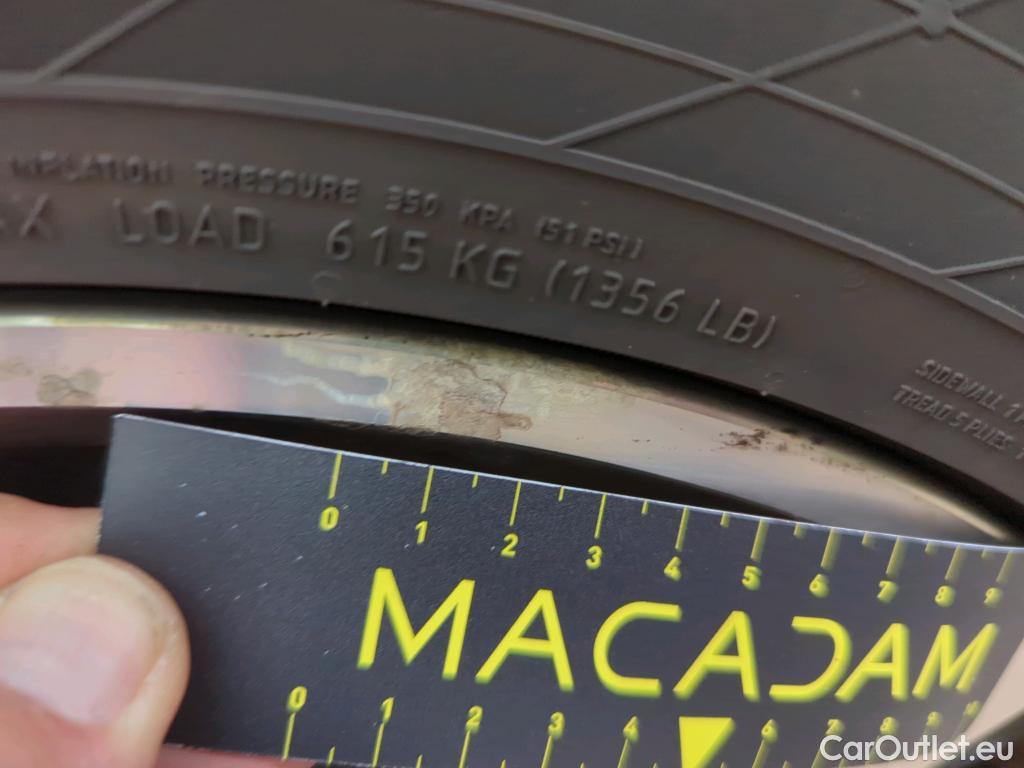 INFLATION PRESSURE 350 KPA (51 PSI)
LOAD 615 KG (1356 LB)
SIDEWALL
TREAD 5 PLIES
0 1 2 3 4 5 6 7 8 9
MACADAM
0 1 2 3 4 6 7 8 9
CarOutlet.eu